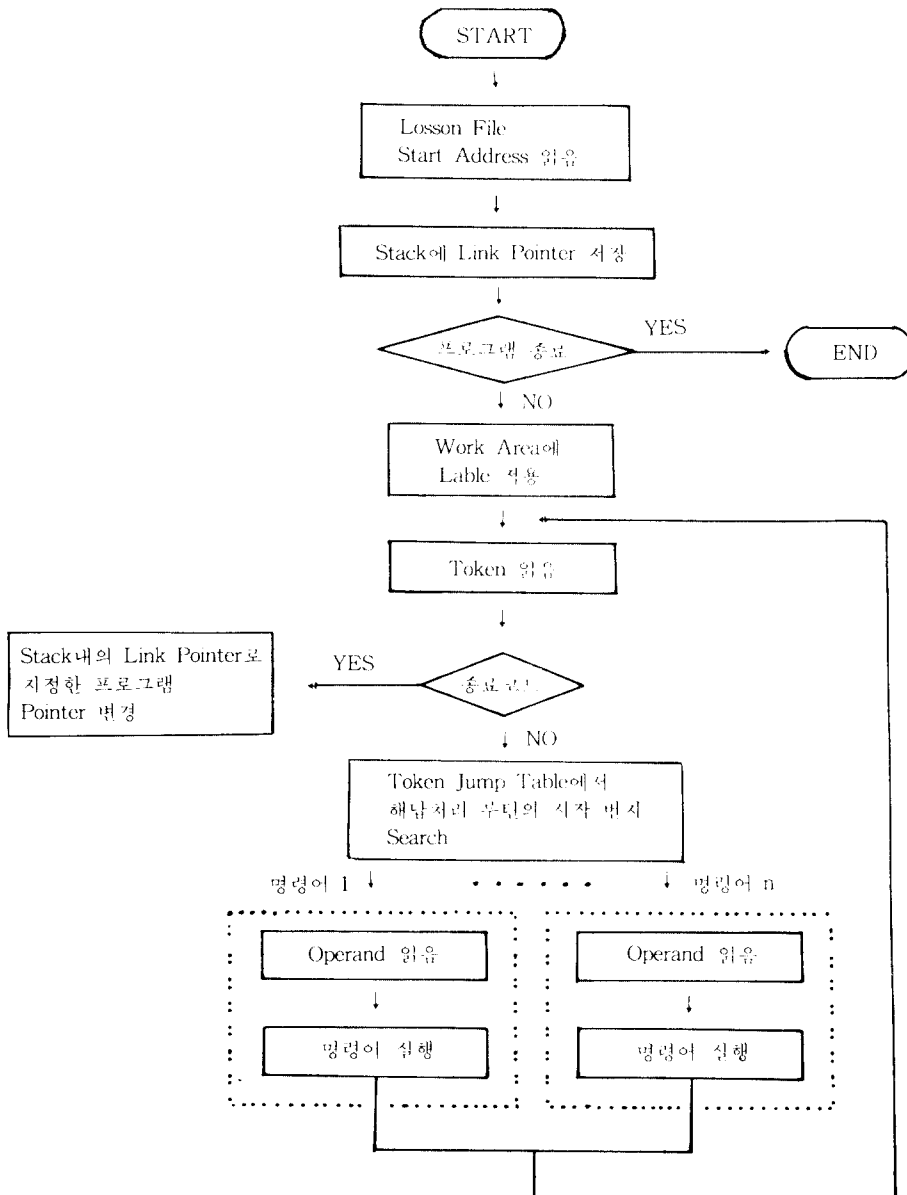 START
Losson File
Start Address 읽음
Stack에 Link Pointer 저장
프로그램 종료
YES
END
NO
Work Area에
Lable 적용
Token 읽음
Stack내의 Link Pointer로
지정한 프로그램
Pointer 변경
YES
종료코드
NO
Token Jump Table에서
해당처리 루틴의 시작 번지
Search
명령어 1
명령어 n
Operand 읽음
Operand 읽음
명령어 실행
명령어 실행